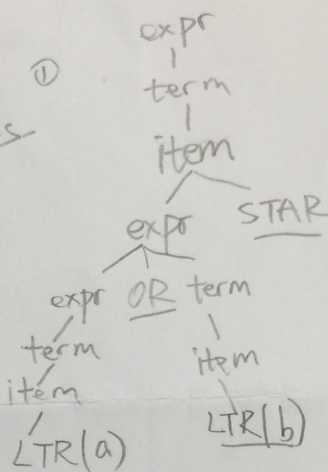 ①
expr
term
s
item
expr STAR
expr OR term
term item
item
LTR(a) LTR(b)